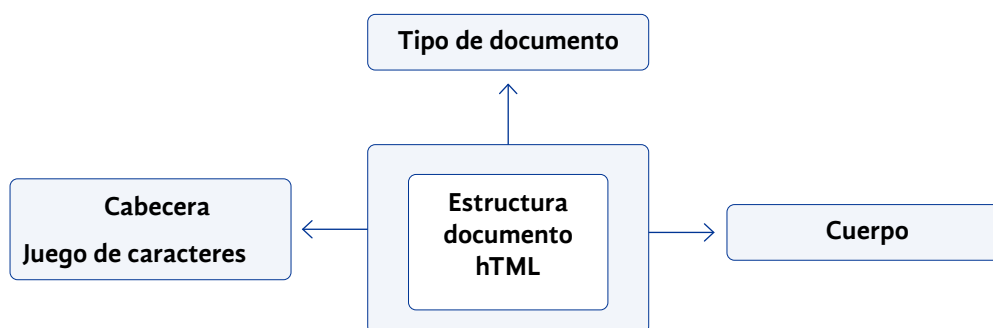 Tipo de documento
Cabecera
Juego de caracteres
Estructura
documento
hTML
Cuerpo